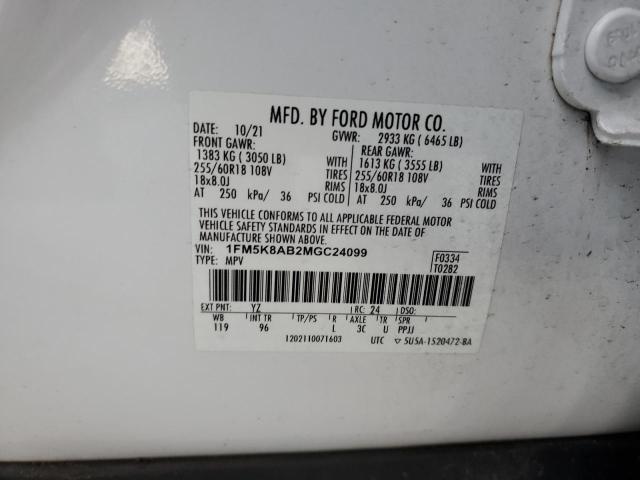 MFD. BY FORD MOTOR CO.
DATE: 10/21 GVWR: 2933 KG ( 6465 LB)
FRONT GAWR: REAR GAWR:
1383 KG ( 3050 LB) WITH 1613 KG ( 3555 LB) WITH
255/60R18 108V TIRES 255/60R18 108V TIRES
18x8.0J RIMS 18x8.0J RIMS
AT 250 kPa/ 36 PSI COLD AT 250 kPa/ 36 PSI COLD
THIS VEHICLE CONFORMS TO ALL APPLICABLE FEDERAL MOTOR
VEHICLE SAFETY STANDARDS IN EFFECT ON THE DATE OF
MANUFACTURE SHOWN ABOVE.
VIN: 1FM5K8AB2MGC24099 F0334
TYPE: MPV T0282
EXT PNT: YZ RC: 24 DSO:
WB INT TR TP/PS R AXLE TR SPR
119 96 L 3C U PPJJ
1202110071603 UTC ▽ 5U5A-1520472-BA